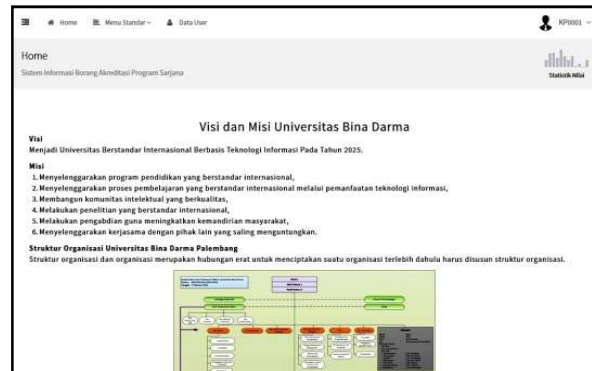 Home Menu Standar Data User KP0001
Home
Sistem Informasi Borang Akreditasi Program Sarjana
Statistik Nilai
Visi dan Misi Universitas Bina Darma
Visi
Menjadi Universitas Berstandar Internasional Berbasis Teknologi Informasi Pada Tahun 2025.
Misi
1. Menyelenggarakan program pendidikan yang berstandar internasional,
2. Menyelenggarakan proses pembelajaran yang berstandar internasional melalui pemanfaatan teknologi informasi,
3. Membangun komunitas intelektual yang berkualitas,
4. Melakukan penelitian yang berstandar internasional,
5. Melakukan pengabdian guna meningkatkan kemandirian masyarakat,
6. Menyelenggarakan kerjasama dengan pihak lain yang saling menguntungkan.
Struktur Organisasi Universitas Bina Darma Palembang
Struktur organisasi dan organisasi merupakan hubungan erat untuk menciptakan suatu organisasi terlebih dahulu harus disusun struktur organisasi.